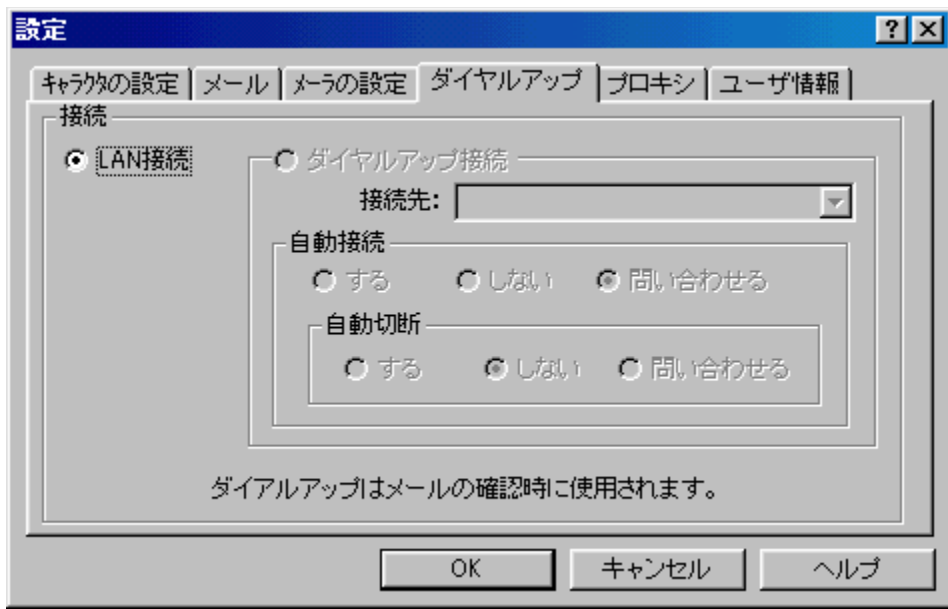 設定
ｷｬﾗｸﾀの設定 メール ﾒｰﾗの設定 ダイヤルアップ プロキシ ユーザ情報
接続
LAN接続
ダイヤルアップ接続
接続先:
自動接続
する しない 問い合わせる
自動切断
する しない 問い合わせる
ダイアルアップはメールの確認時に使用されます。
OK キャンセル ヘルプ